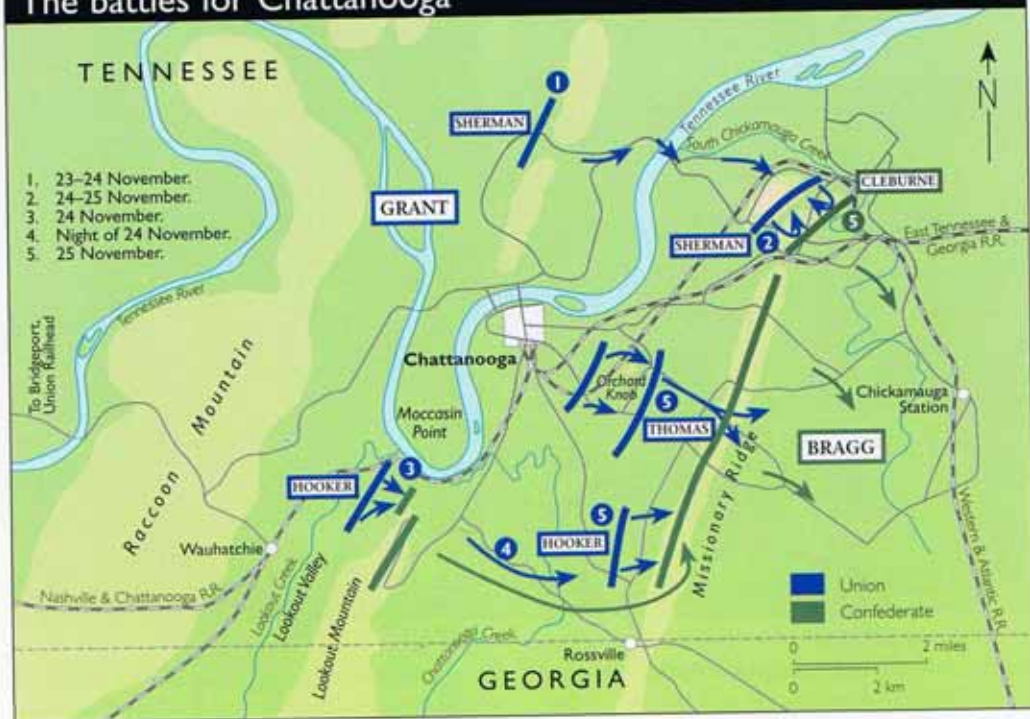 The battles for Chattanooga
TENNESSEE
1
N
SHERMAN
Tennessee River
South Chickamauga Creek
1. 23–24 November.
2. 24–25 November.
3. 24 November.
4. Night of 24 November.
5. 25 November.
GRANT
CLEBURNE
5
SHERMAN
2
East Tennessee &
Georgia R.R.
Tennessee River
To Bridgeport,
Union Railhead
Chattanooga
Orchard
Knob
Raccoon Mountain
Moccasin
Point
5
THOMAS
Chickamauga
Station
BRAGG
Missionary Ridge
HOOKER
3
Wauhatchie
5
HOOKER
4
Western & Atlantic R.R.
Nashville & Chattanooga R.R.
Lookout Creek
Lookout Valley
Lookout Mountain
Union
Confederate
Chattanooga Creek
Rossville
GEORGIA
0 2 miles
0 2 km